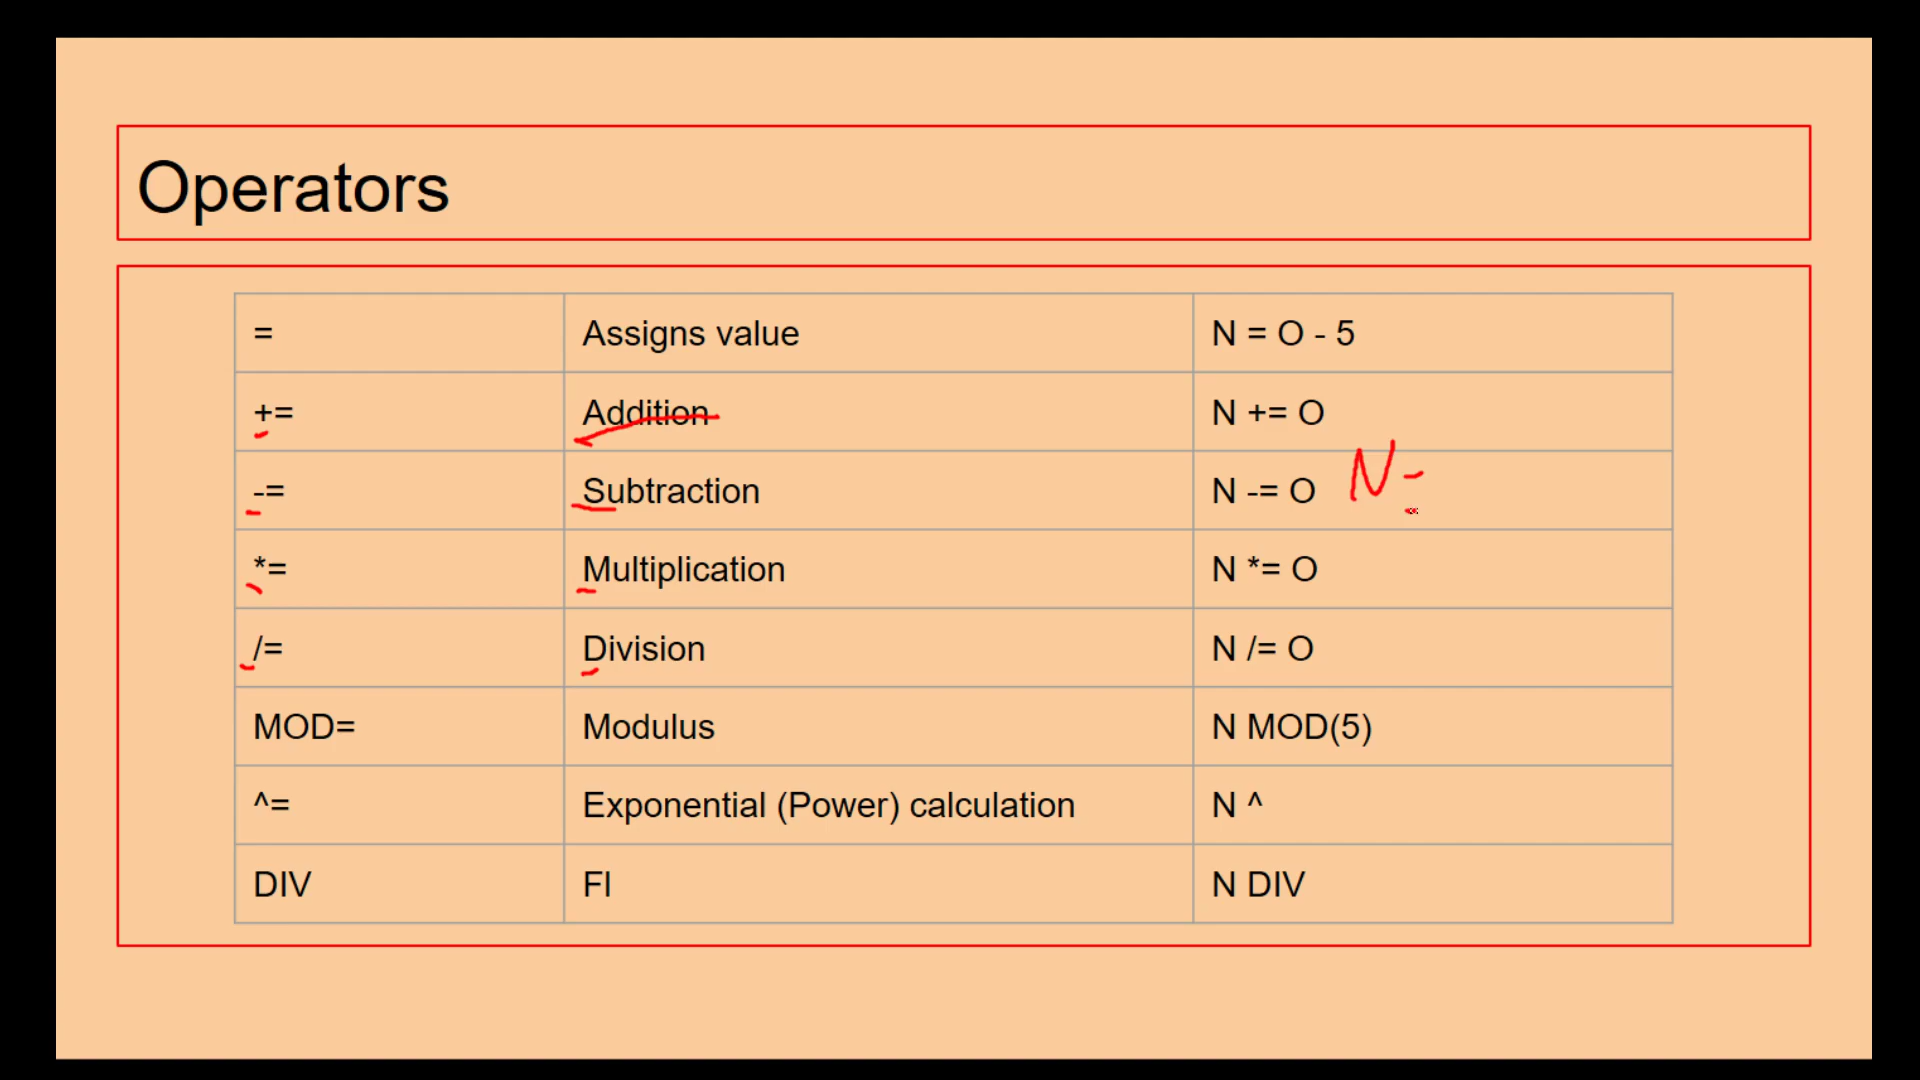 Operators
= Assigns value N = O - 5
+= Addition N += O
-= Subtraction N -= O N =
*= Multiplication N *= O
/= Division N /= O
MOD= Modulus N MOD(5)
^= Exponential (Power) calculation N ^
DIV FI N DIV